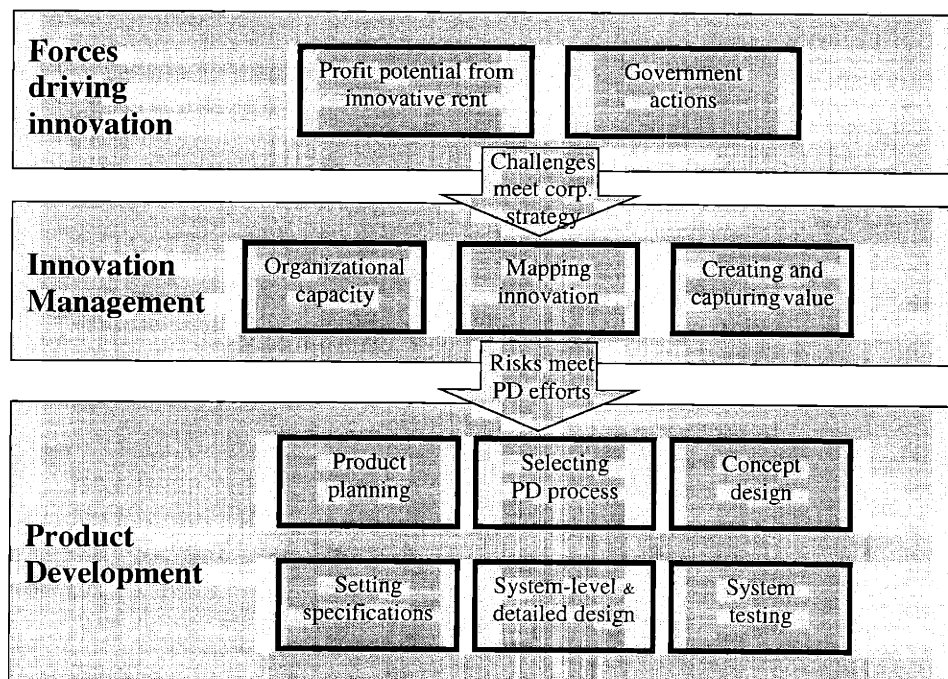 Forces
driving
innovation
Profit potential from
innovative rent
Government
actions
Challenges
meet corp.
strategy
Innovation
Management
Organizational
capacity
Mapping
innovation
Creating and
capturing value
Risks meet
PD efforts
Product
Development
Product
planning
Selecting
PD process
Concept
design
Setting
specifications
System-level &
detailed design
System
testing